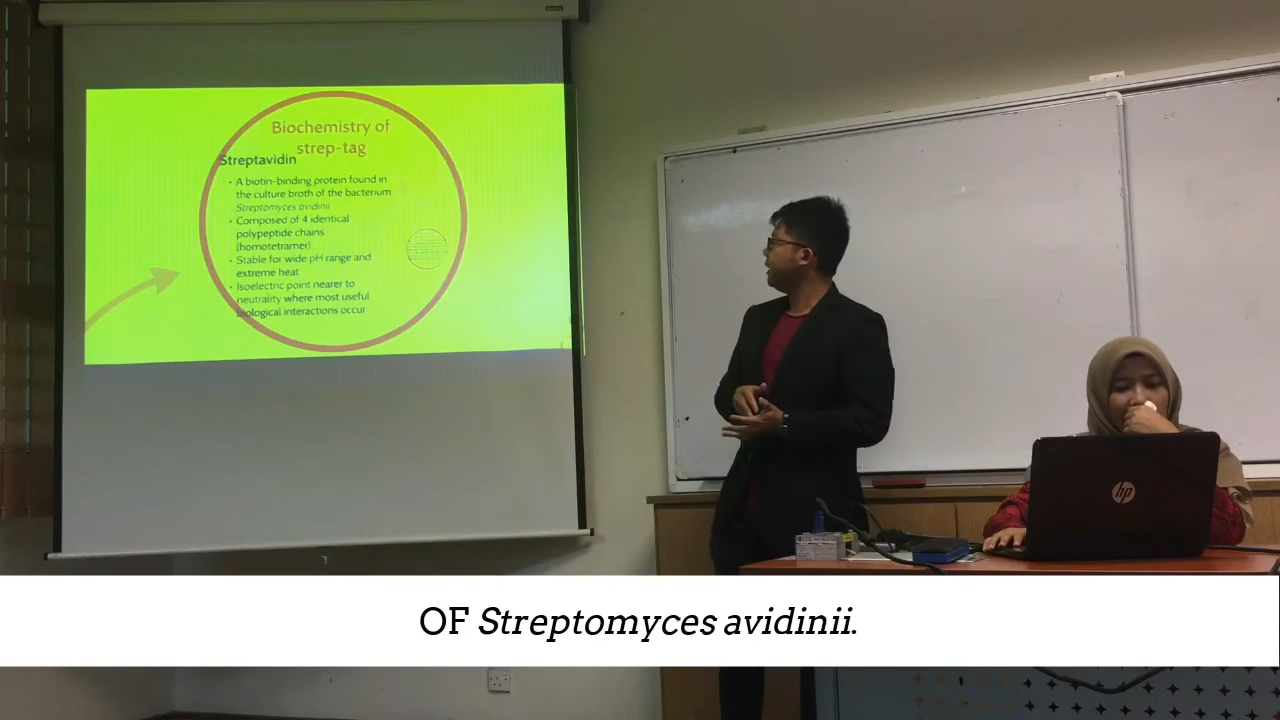 Biochemistry of
strep-tag
Streptavidin
• A biotin-binding protein found in
the culture broth of the bacterium
Streptomyces avidinii
• Composed of 4 identical
polypeptide chains
(homotetramer)
• Stable for wide pH range and
extreme heat
• Isoelectric point nearer to
neutrality where most useful
biological interactions occur
hp
OF Streptomyces avidinii.